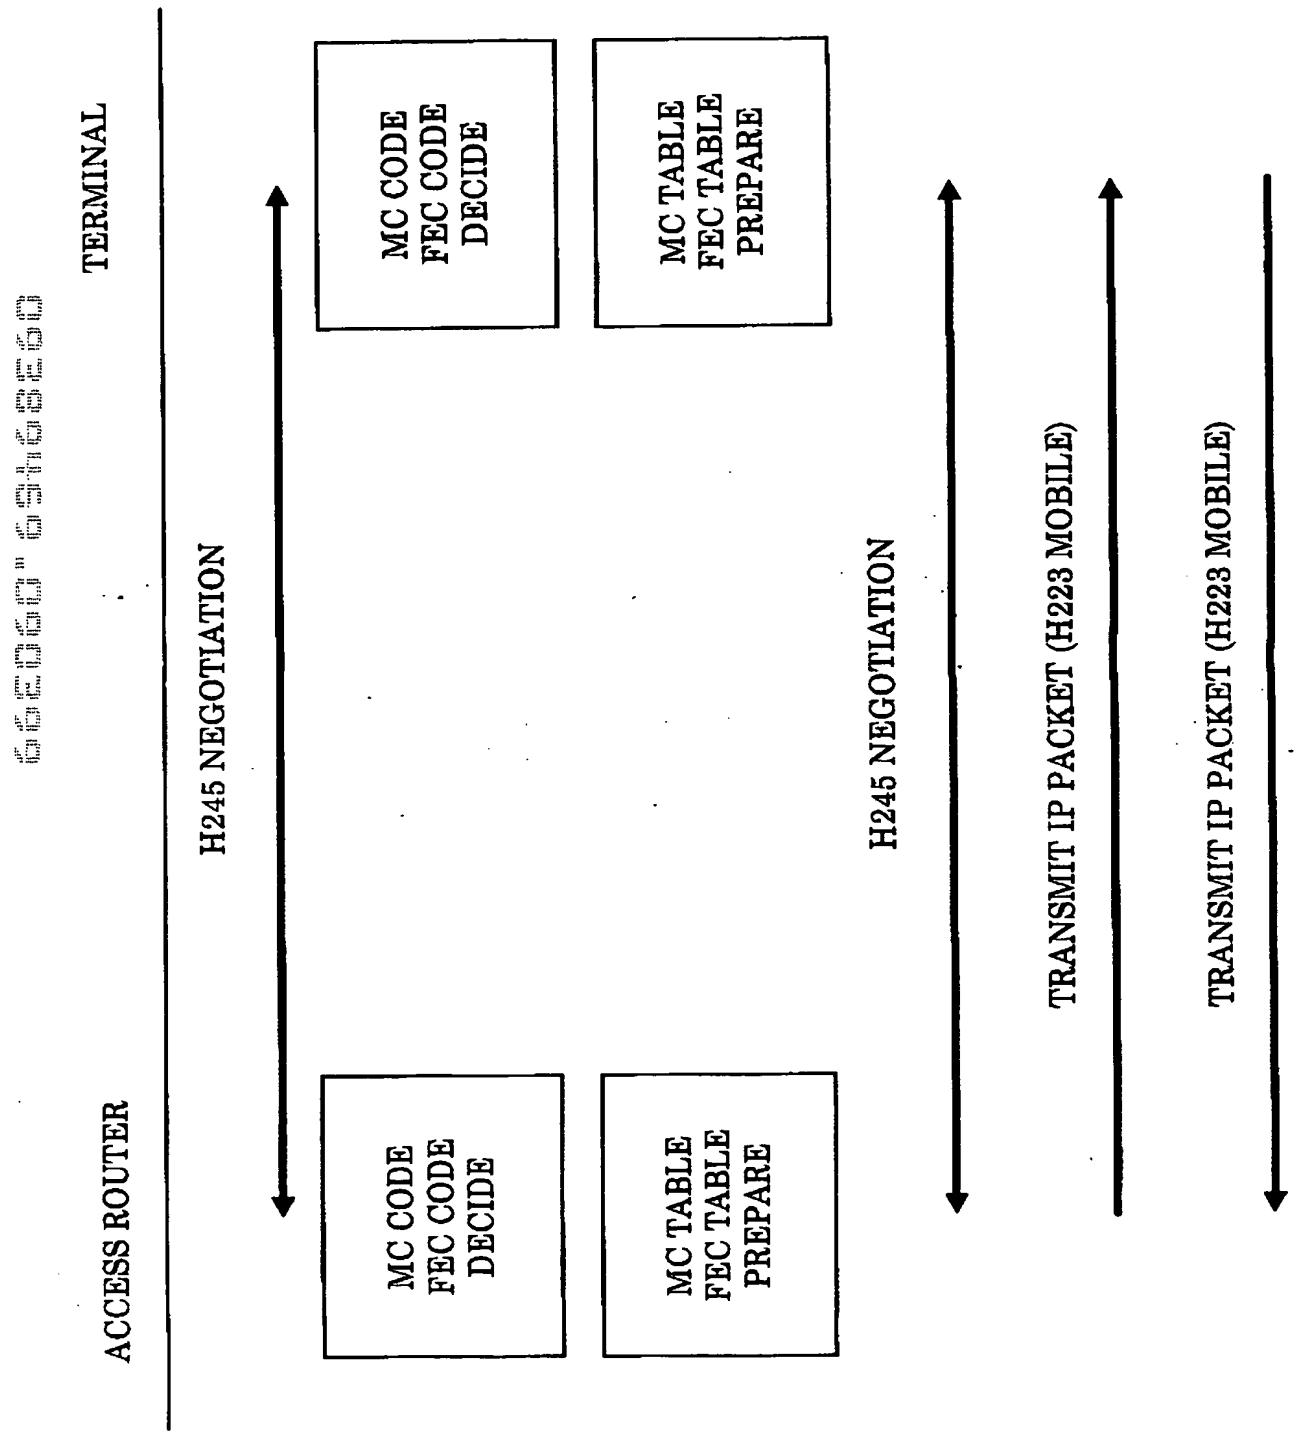 ACCESS ROUTER
TERMINAL
H245 NEGOTIATION
MC CODE
FEC CODE
DECIDE
MC CODE
FEC CODE
DECIDE
MC TABLE
FEC TABLE
PREPARE
MC TABLE
FEC TABLE
PREPARE
H245 NEGOTIATION
TRANSMIT IP PACKET (H223 MOBILE)
TRANSMIT IP PACKET (H223 MOBILE)